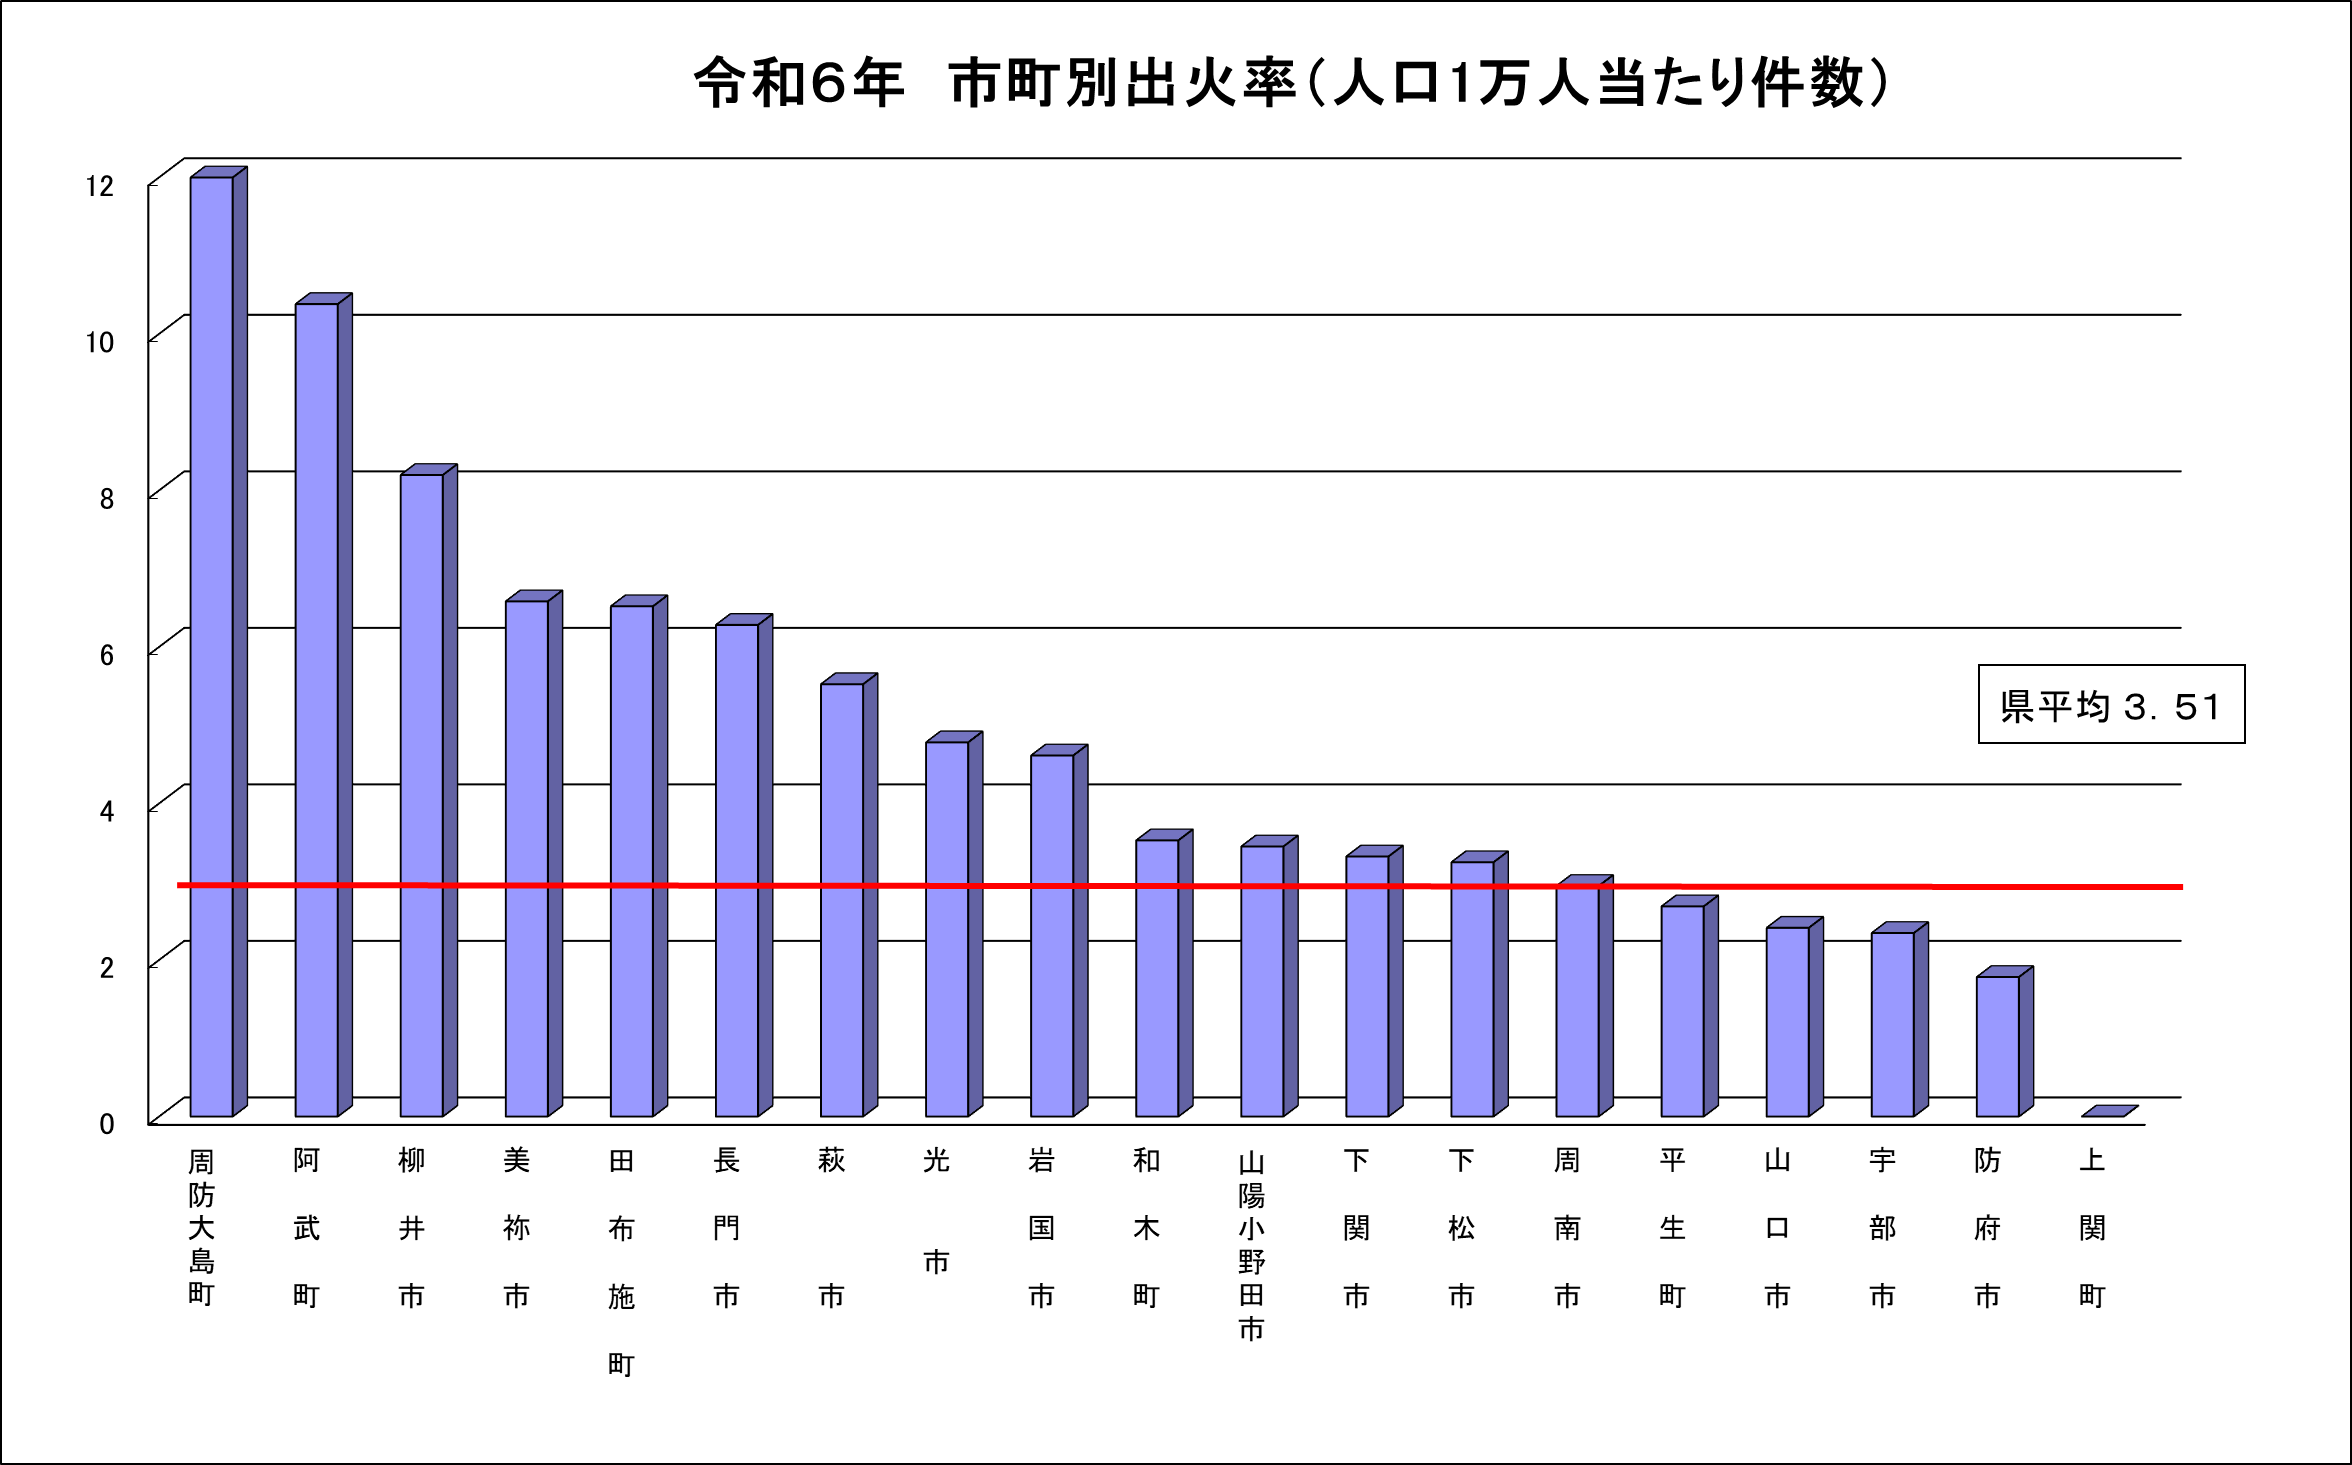 令和６年　市町別出火率（人口１万人当たり件数）
12
10
8
6
4
2
0
県平均３．５１
周防大島町
阿武町
柳井市
美祢市
田布施町
長門市
萩市
光市
岩国市
和木町
山陽小野田市
下関市
下松市
周南市
平生町
山口市
宇部市
防府市
上関町